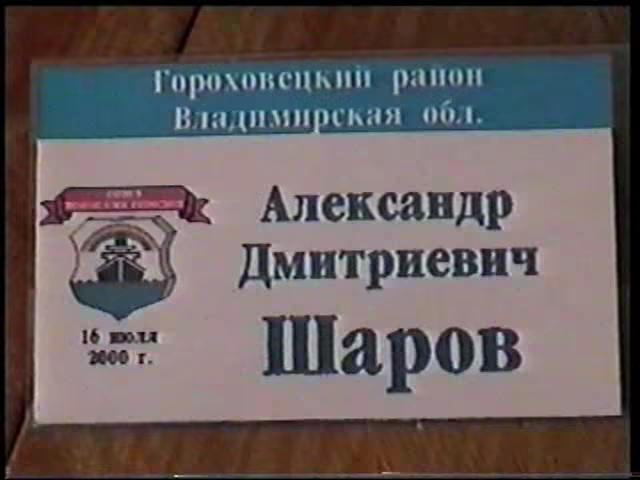 Гороховецкий район
Владимирская обл.
Александр
Дмитриевич
Шаров
16 июля
2000 г.